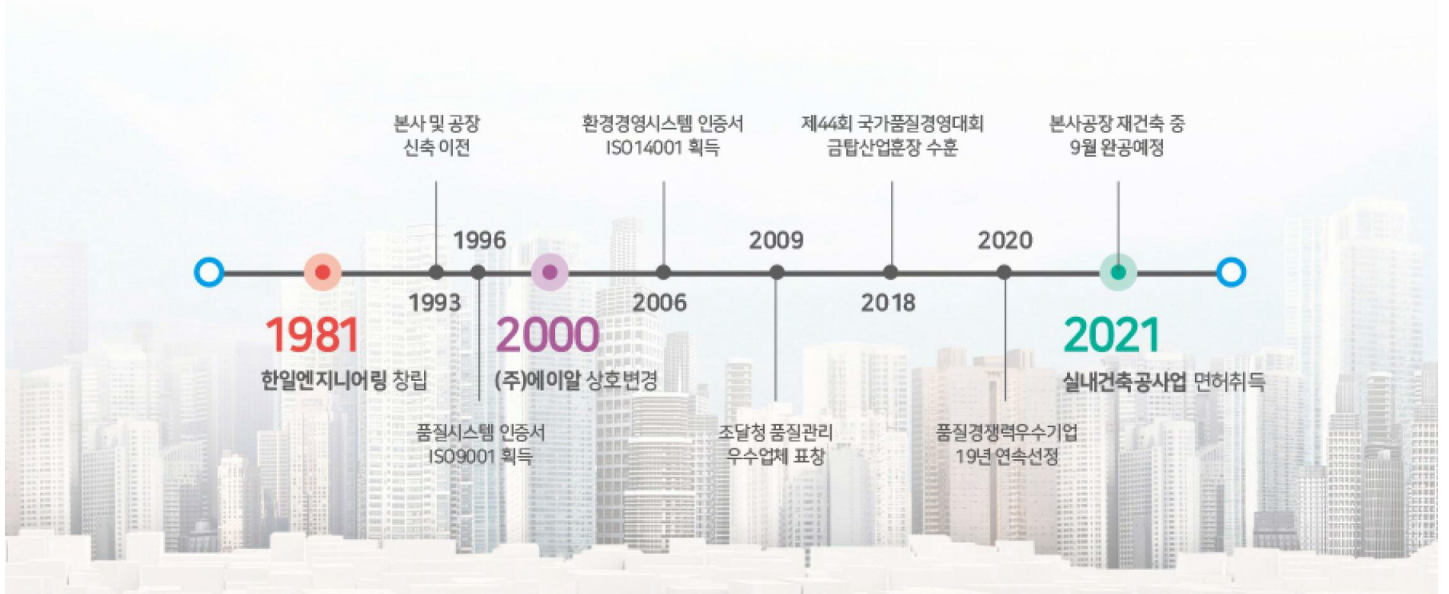 본사 및 공장
신축 이전
환경경영시스템 인증서
ISO14001 획득
제44회 국가품질경영대회
금탑산업훈장 수훈
본사공장 재건축 중
9월 완공예정
1996
2009
2020
1993
2006
2018
1981
2000
2021
한일엔지니어링 창립
(주)에이알 상호변경
실내건축공사업 면허취득
품질시스템 인증서
ISO9001 획득
조달청 품질관리
우수업체 표창
품질경쟁력우수기업
19년 연속선정